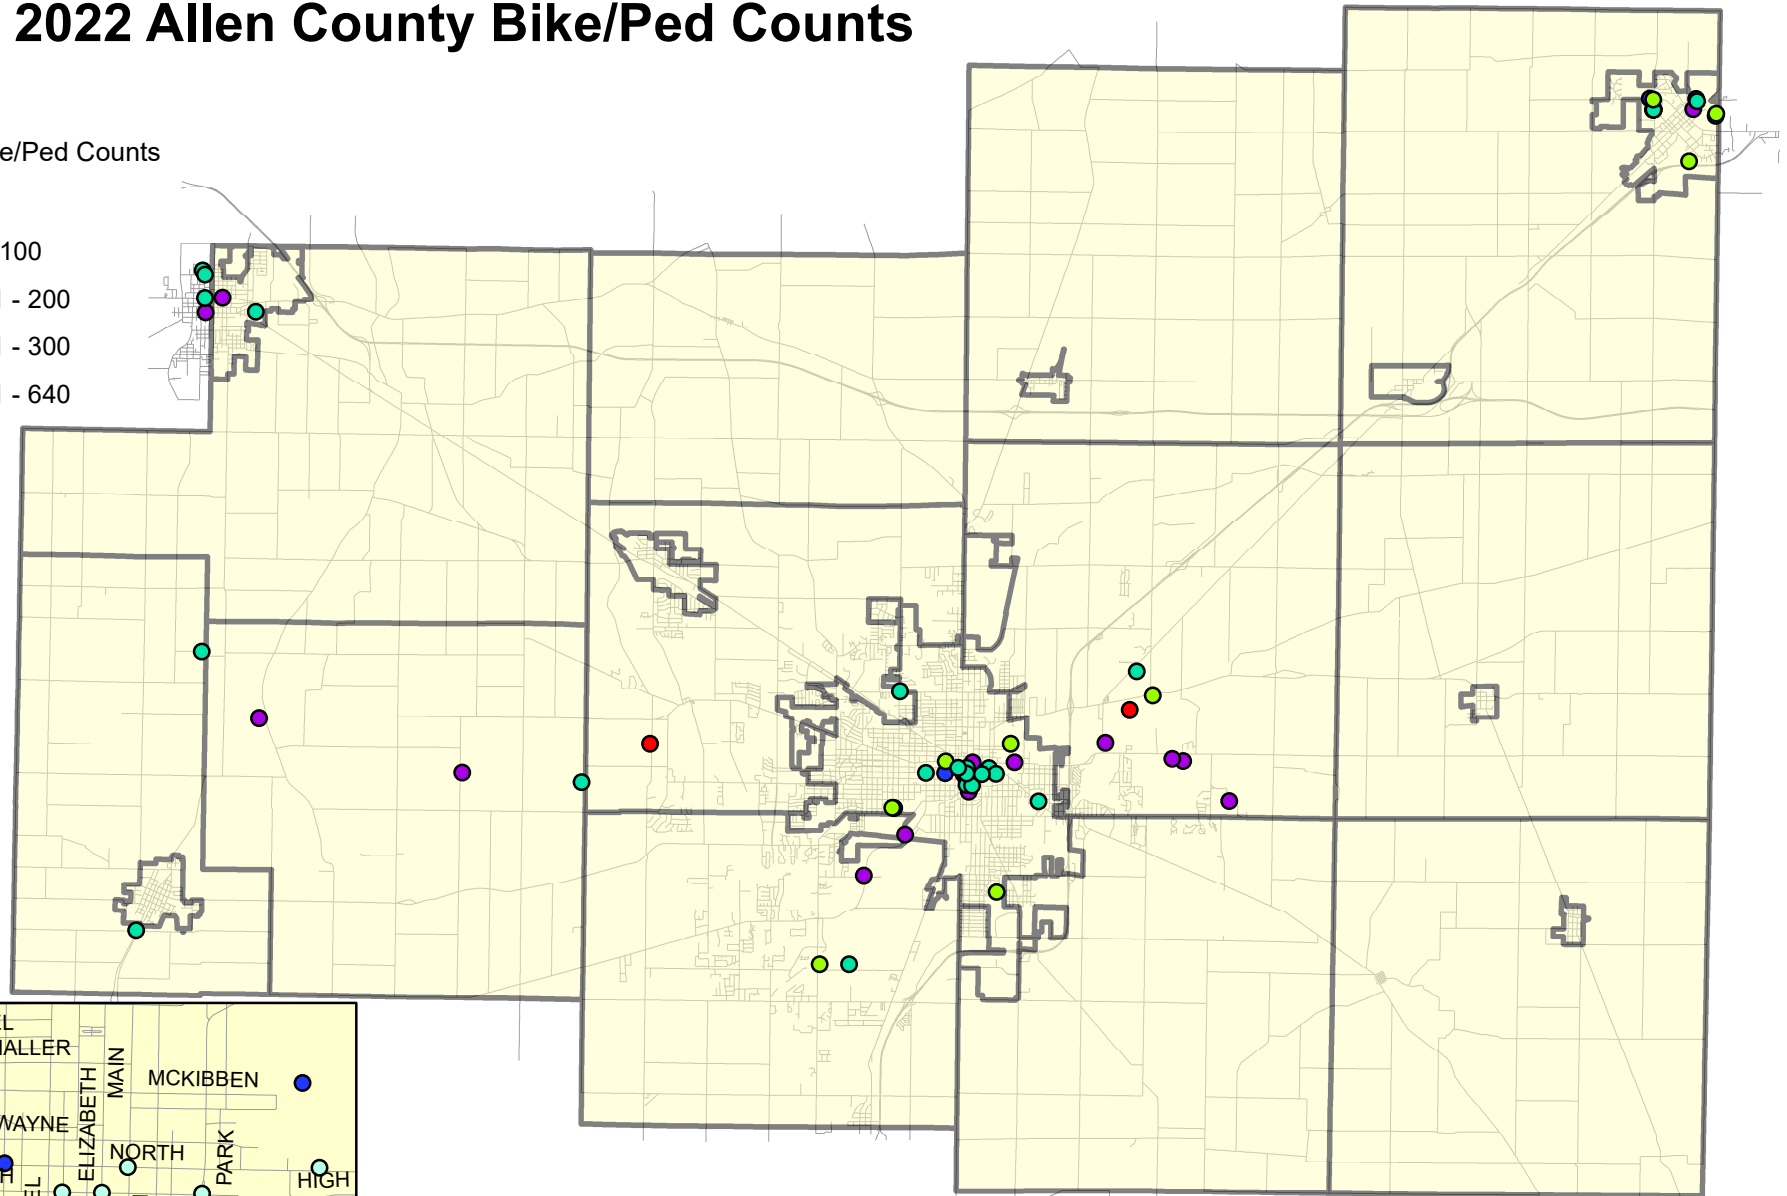 2022 Allen County Bike/Ped Counts
e/Ped Counts
100
- 200
- 300
- 640
MAIN
ELIZABETH
MCKIBBEN
WAYNE
NORTH
PARK
HIGH